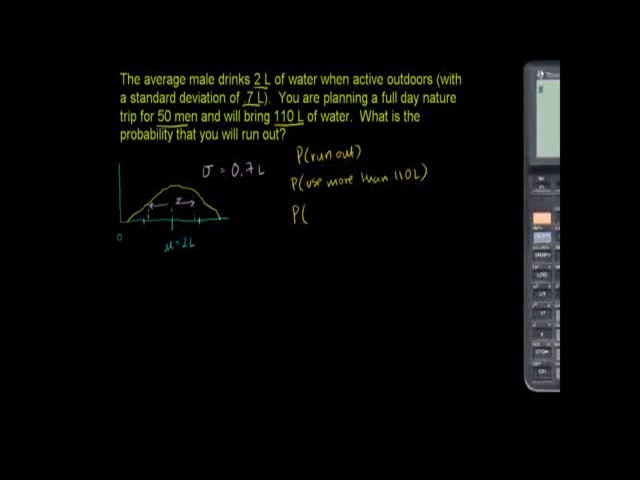 The average male drinks 2 L of water when active outdoors (with
a standard deviation of .7 L). You are planning a full day nature
trip for 50 men and will bring 110 L of water. What is the
probability that you will run out?
P(run out)
σ = 0.7L
P(use more than 110L)
P(
0
μ=2L